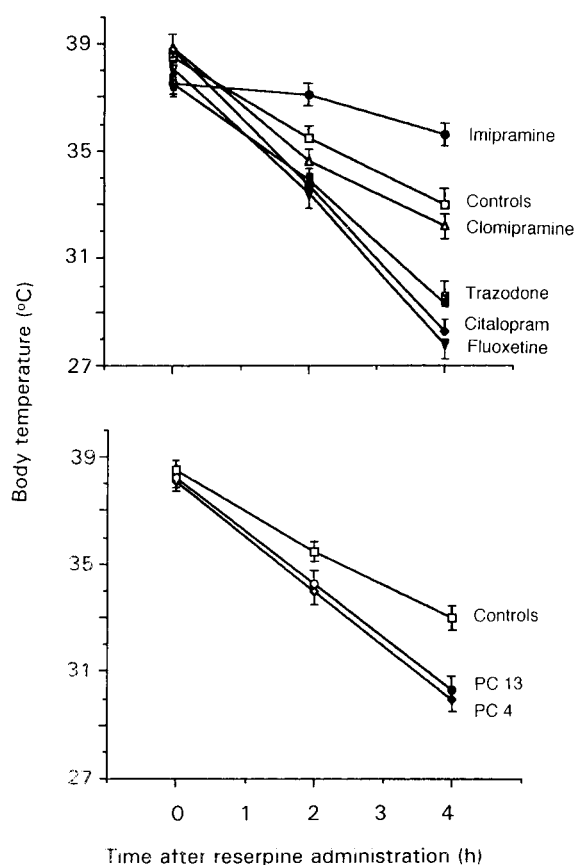 39
Imipramine
35
Controls
Clomipramine
31
Trazodone
Citalopram
27
Fluoxetine
Body temperature (ºC)
39
35
Controls
31
PC 13
PC 4
27
0 1 2 3 4
Time after reserpine administration (h)